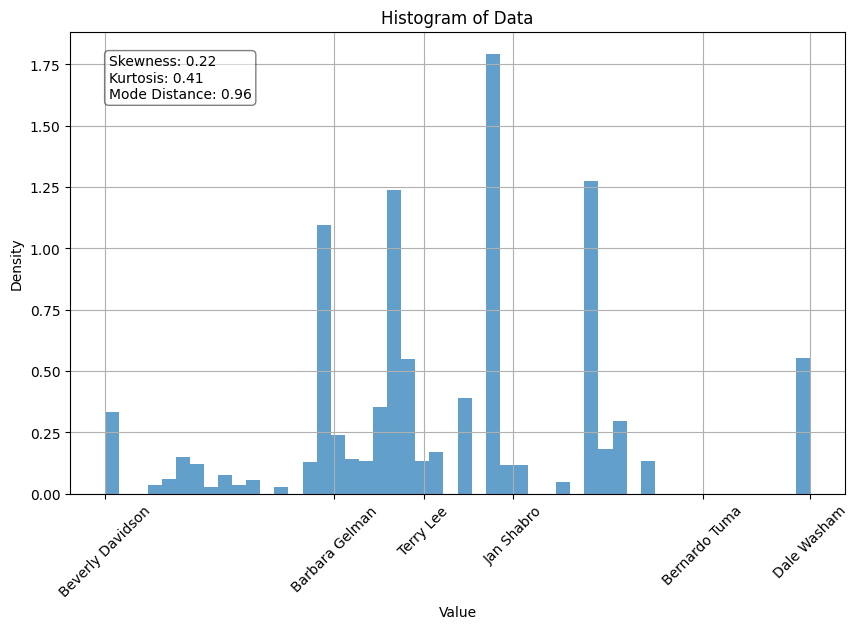 Histogram of Data
Skewness: 0.22
Kurtosis: 0.41
Mode Distance: 0.96
Density
1.75
1.50
1.25
1.00
0.75
0.50
0.25
0.00
Beverly Davidson
Barbara Gelman
Terry Lee
Jan Shabro
Bernardo Tuma
Dale Washam
Value